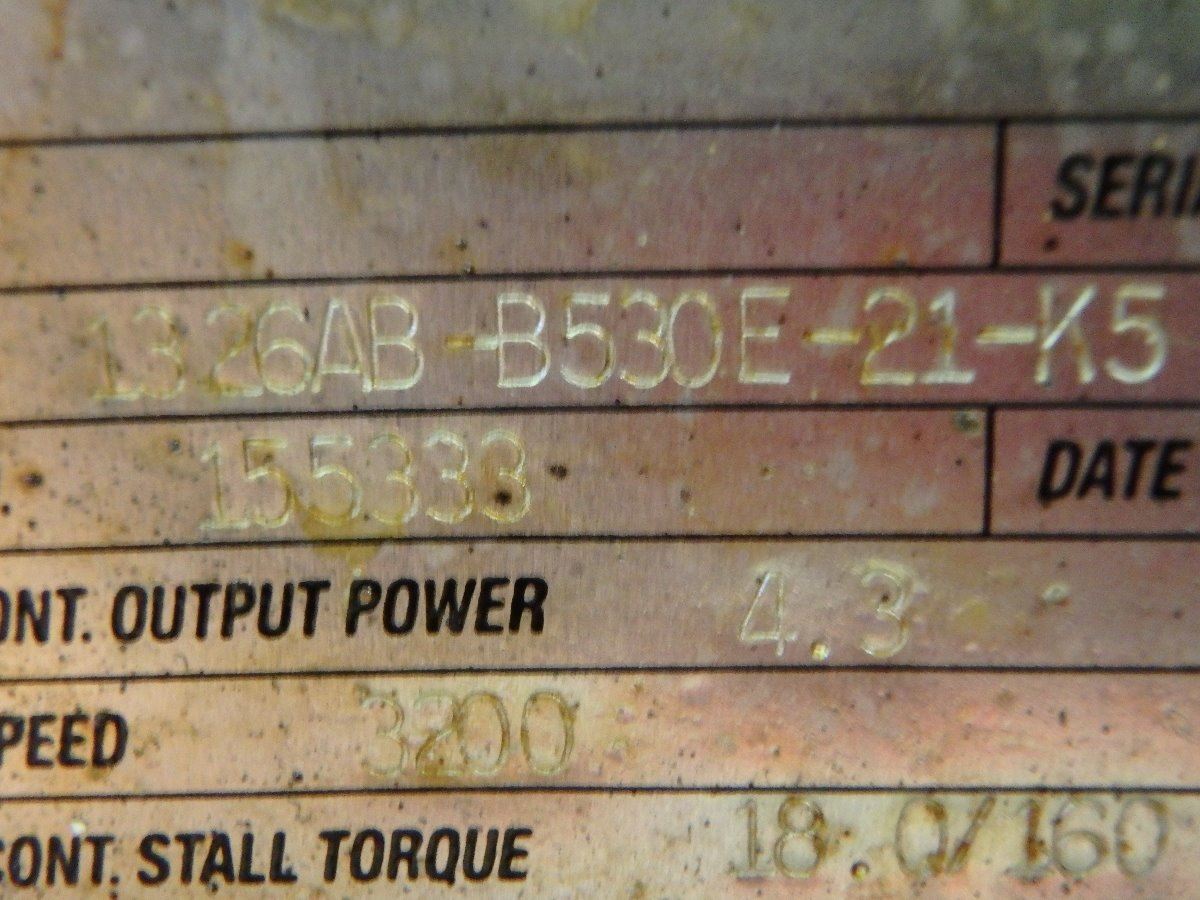 SERI
1326AB-B530E-21-K5
155333 DATE
ONT. OUTPUT POWER 4.3
PEED 3200
CONT. STALL TORQUE 18.0/160